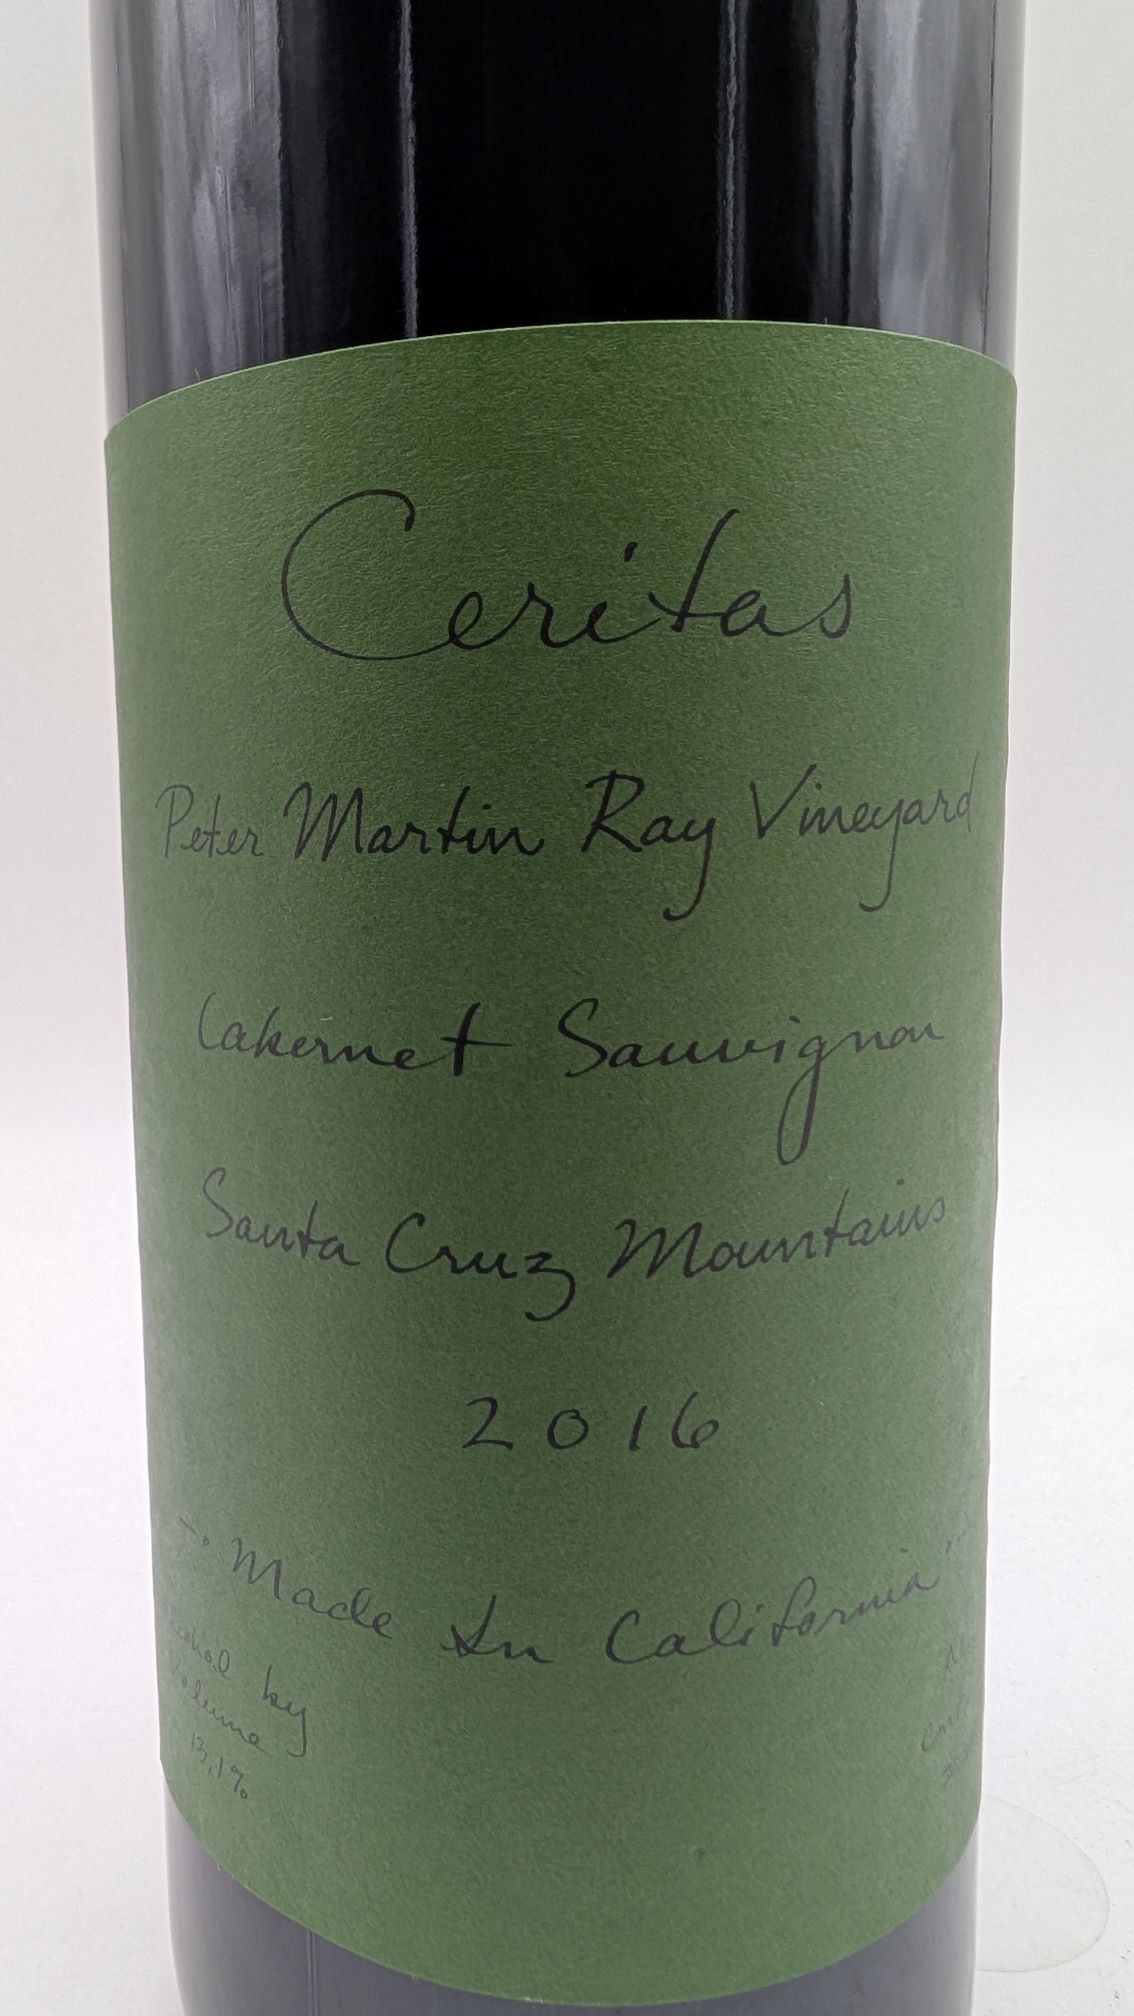 Ceritas
Peter Martin Ray Vineyard
Cabernet Sauvignon
Santa Cruz Mountains
2016
Made In California
by
Volume
13.1%